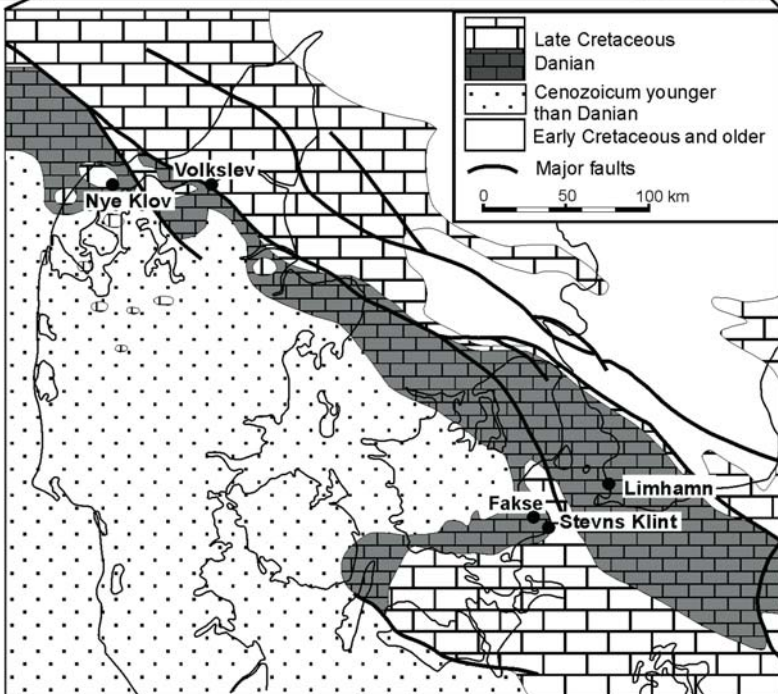 Late Cretaceous
Danian
Cenozoicum younger
than Danian
Early Cretaceous and older
Major faults
0 50 100 km
Volkslev
Nye Klov
Limhamn
Fakse
Stevns Klint